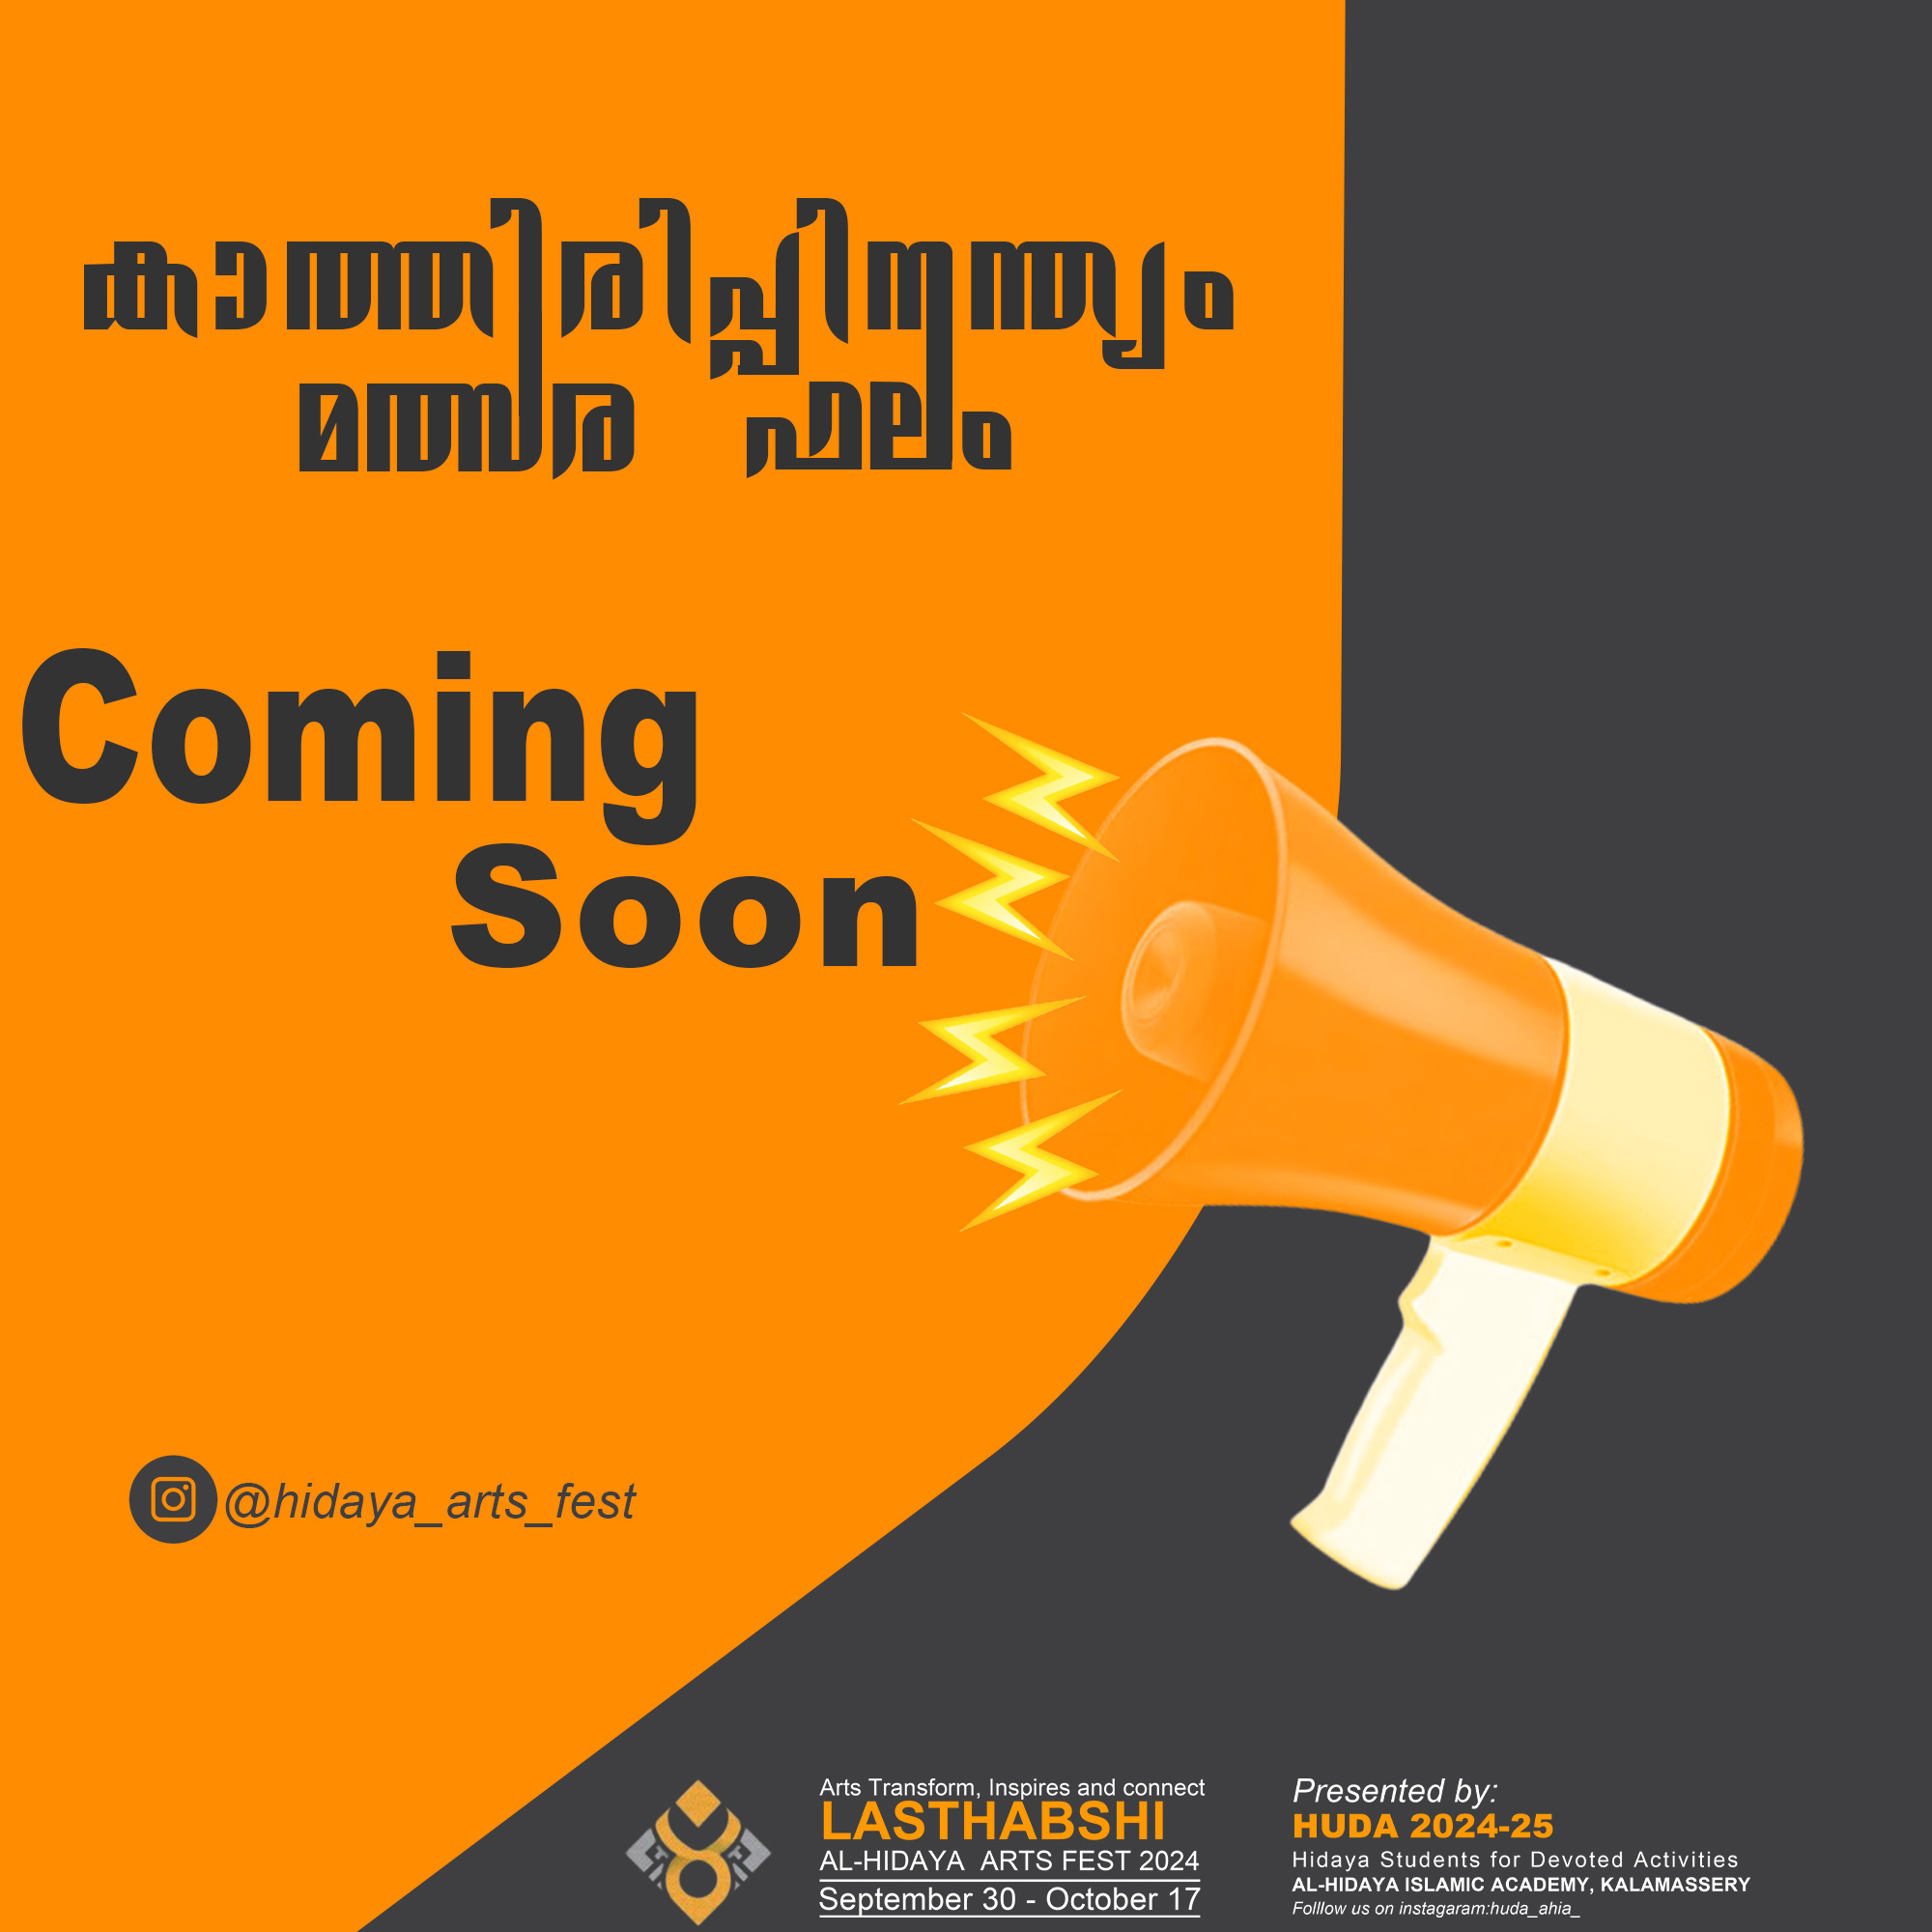 കാത്തിരിപ്പിനന്ത്യം
മത്സര ഫലം
Coming
Soon
@hidaya_arts_fest
Arts Transform, Inspires and connect
LASTHABSHI
AL-HIDAYA ARTS FEST 2024
September 30 - October 17
Presented by:
HUDA 2024-25
Hidaya Students for Devoted Activities
AL-HIDAYA ISLAMIC ACADEMY, KALAMASSERY
Folllow us on instagaram:huda_ahia_